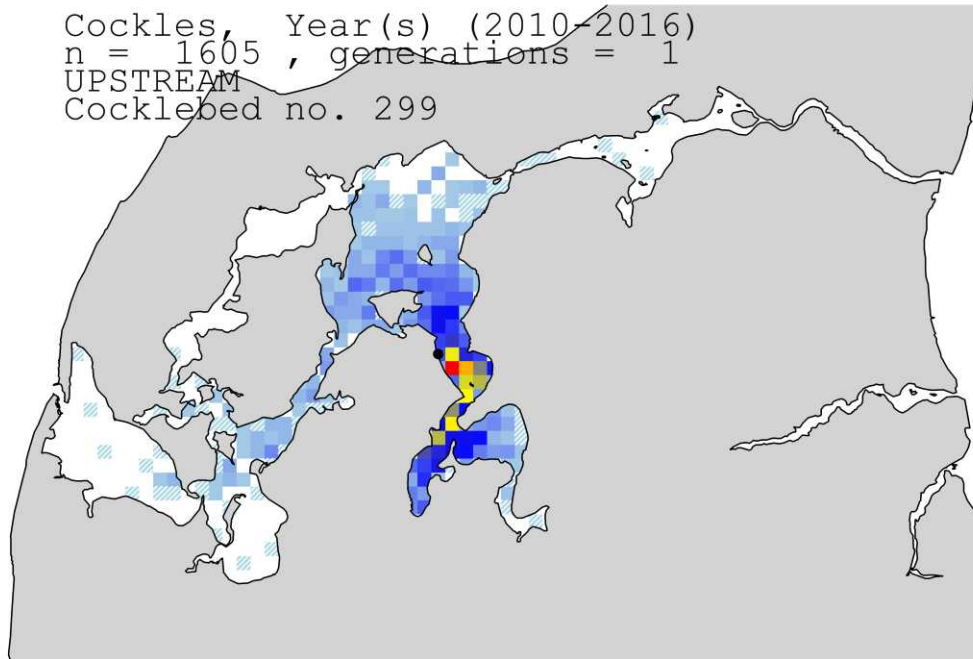 Cockles, Year(s) (2010-2016)
n = 1605 , generations = 1
UPSTREAM
Cocklebed no. 299